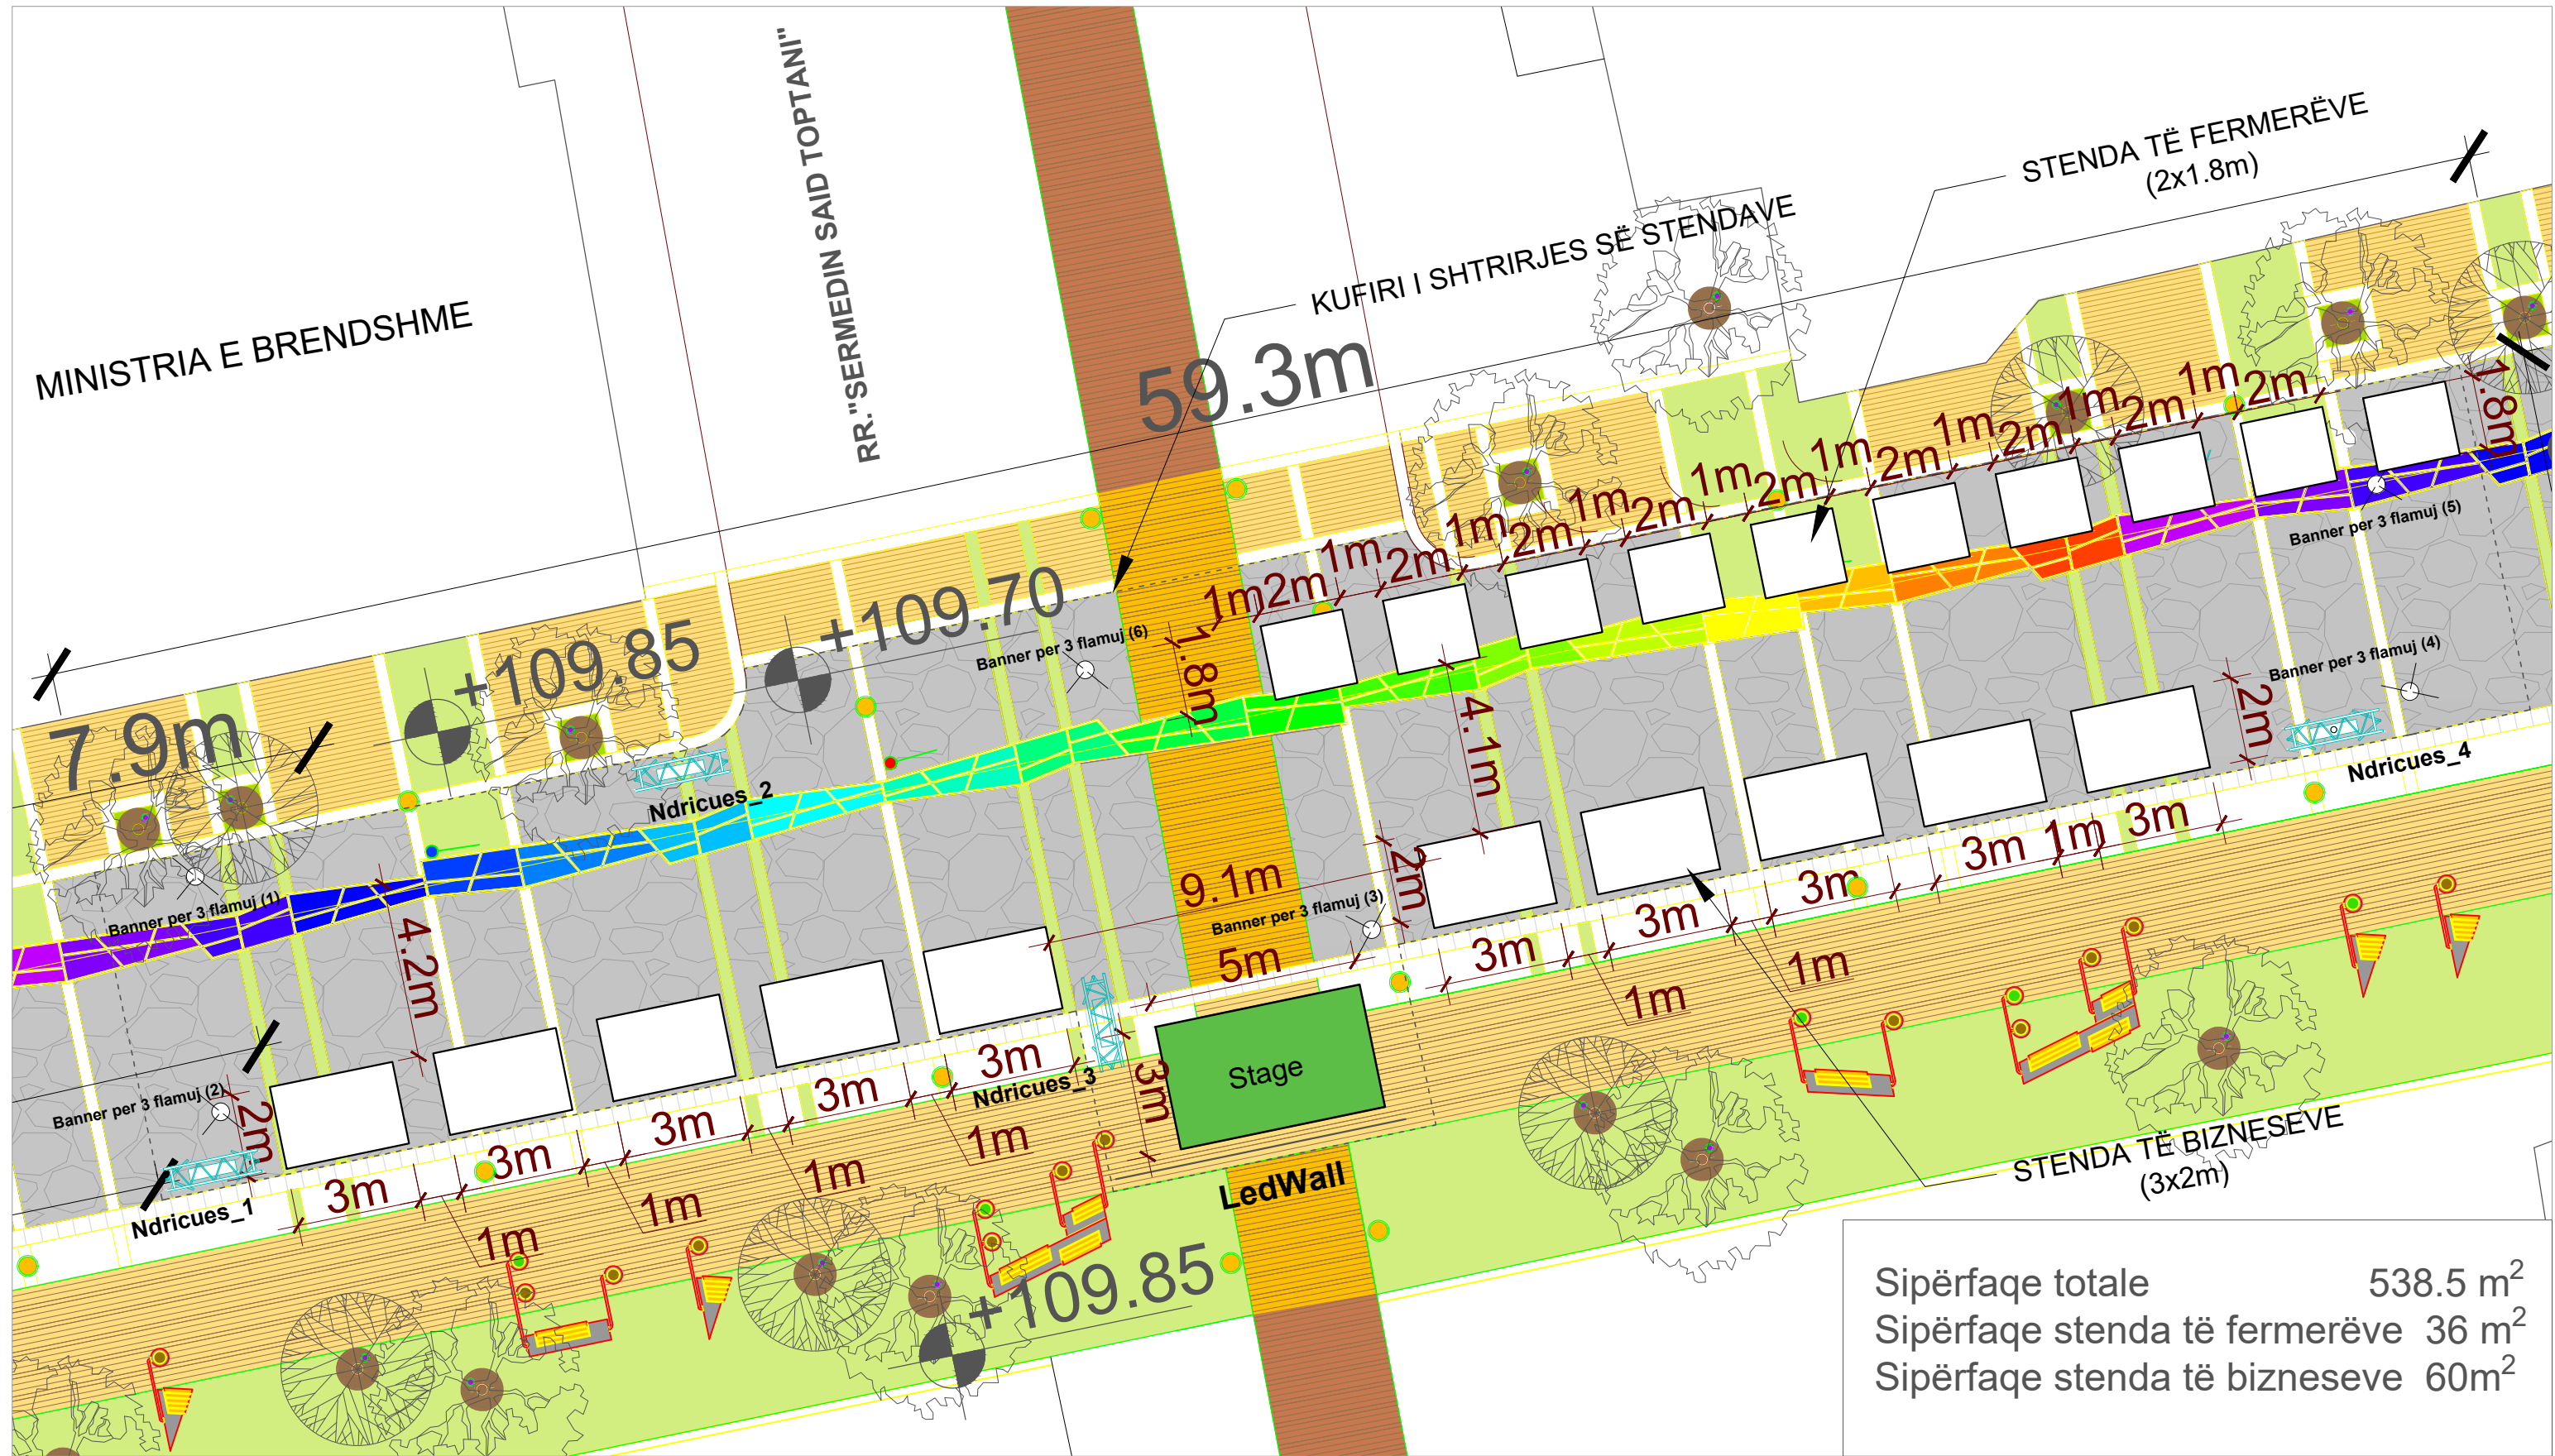 MINISTRIA E BRENDSHME
RR."SERMEDIN SAID TOPTANI"
KUFIRI I SHTRIRJES SË STENDAVE
STENDA TË FERMERËVE
(2x1.8m)
59.3m
7.9m
+109.85
+109.70
Banner per 3 flamuj (6)
1m
2m
1m
2m
1m
2m
1m
2m
1m
2m
1m
2m
1m
2m
1m
2m
1m
2m
1.8m
1.8m
Banner per 3 flamuj (5)
Banner per 3 flamuj (4)
2m
Ndricues_4
Ndricues_2
Banner per 3 flamuj (1)
4.2m
4.1m
9.1m
Banner per 3 flamuj (3)
2m
5m
3m
3m
3m
3m
1m
3m
1m
1m
Banner per 3 flamuj (2)
2m
Ndricues_1
3m
3m
3m
3m
3m
1m
1m
1m
1m
Ndricues_3
3m
Stage
LedWall
+109.85
STENDA TË BIZNESEVE
(3x2m)
Sipërfaqe totale 538.5 m²
Sipërfaqe stenda të fermerëve 36 m²
Sipërfaqe stenda të bizneseve 60m²